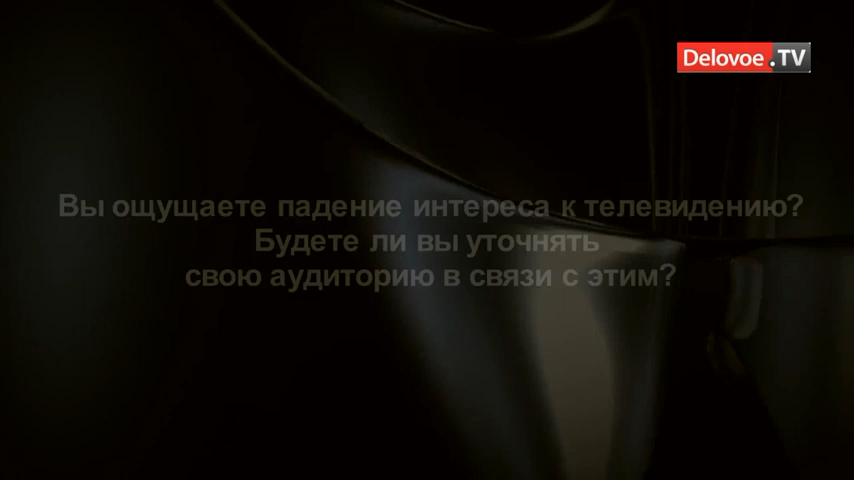 Delovoe.TV
Вы ощущаете падение интереса к телевидению?
Будете ли вы уточнять
свою аудиторию в связи с этим?